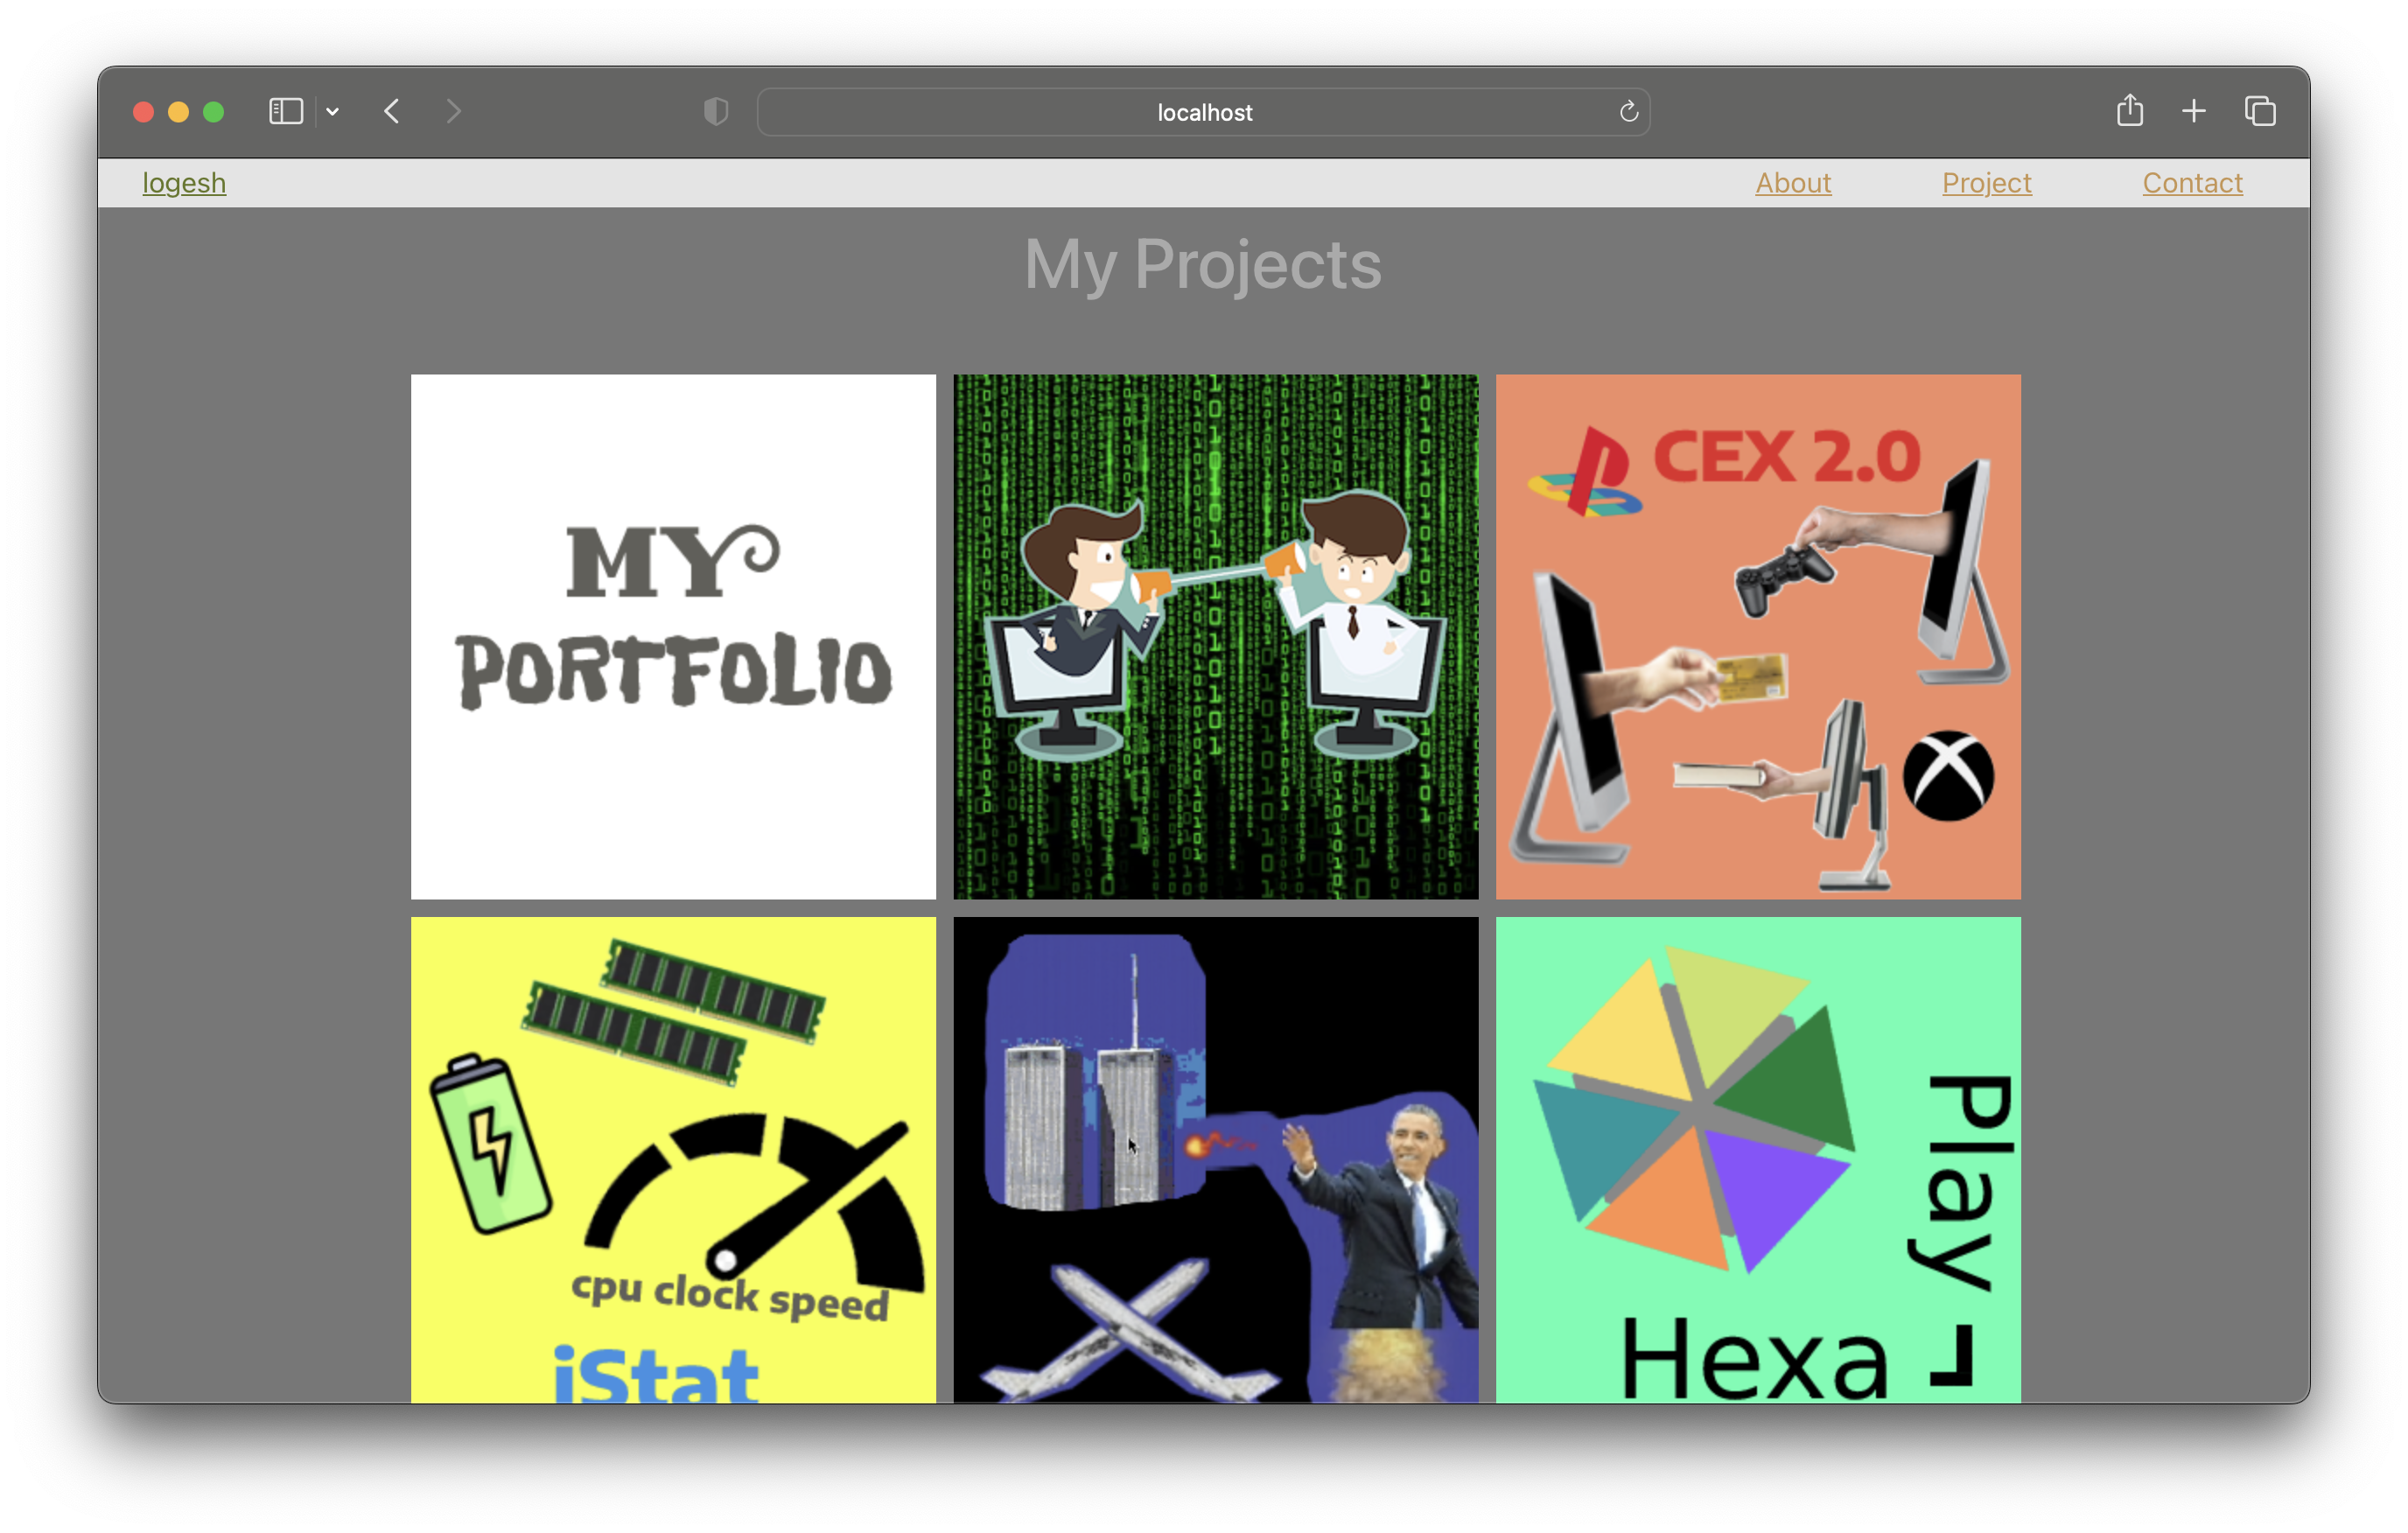 localhost
logesh
About
Project
Contact
My Projects
MY
PORTFOLIO
CEX 2.0
cpu clock speed
iStat
Play
Hexa